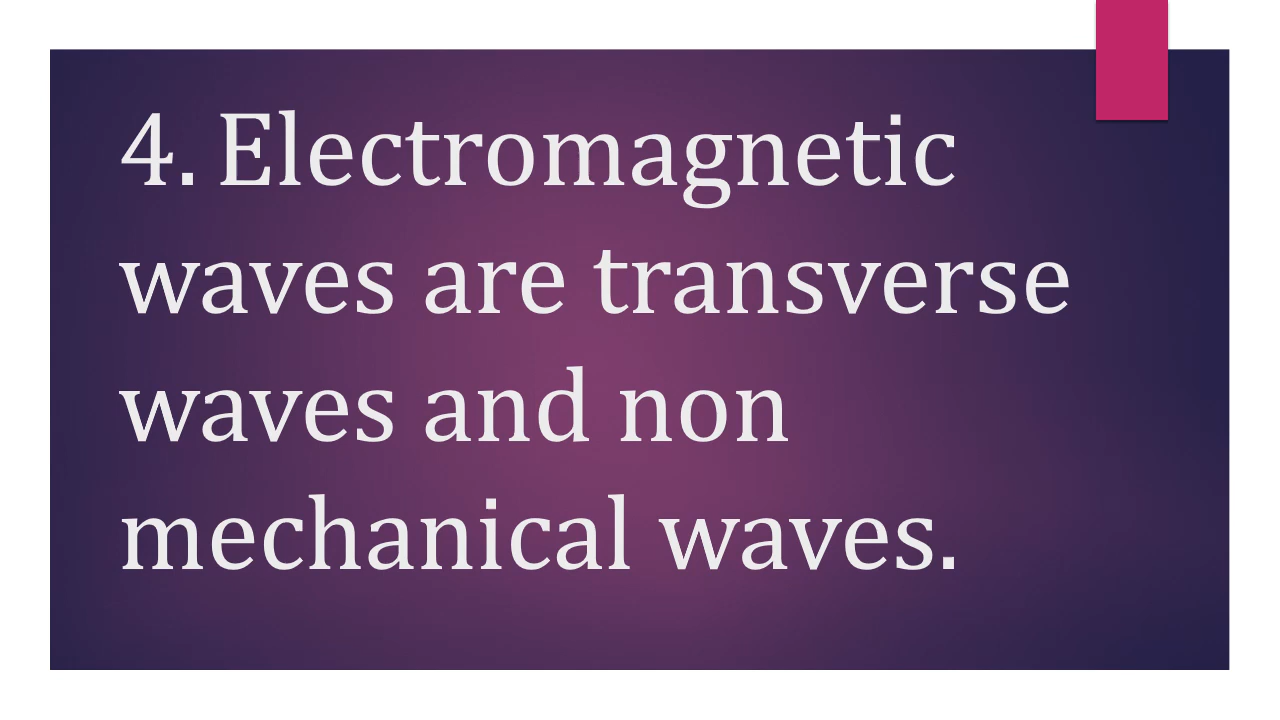 4. Electromagnetic
waves are transverse
waves and non
mechanical waves.